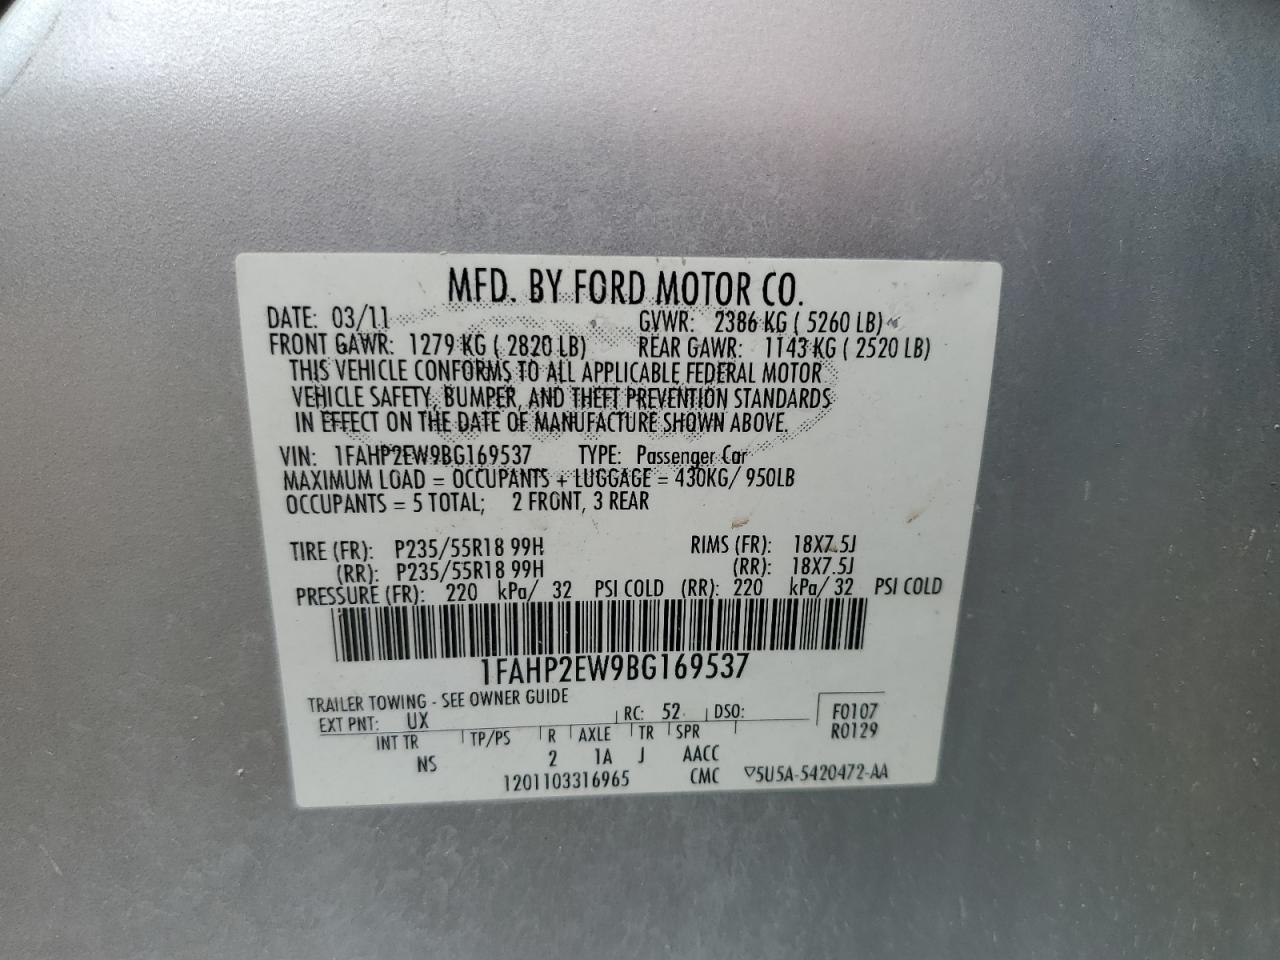 MFD. BY FORD MOTOR CO.
DATE: 03/11 GVWR: 2386 KG ( 5260 LB)
FRONT GAWR: 1279 KG ( 2820 LB) REAR GAWR: 1143 KG ( 2520 LB)
THIS VEHICLE CONFORMS TO ALL APPLICABLE FEDERAL MOTOR
VEHICLE SAFETY, BUMPER, AND THEFT PREVENTION STANDARDS
IN EFFECT ON THE DATE OF MANUFACTURE SHOWN ABOVE.
VIN: 1FAHP2EW9BG169537 TYPE: Passenger Car
MAXIMUM LOAD = OCCUPANTS + LUGGAGE = 430KG/ 950LB
OCCUPANTS = 5 TOTAL; 2 FRONT, 3 REAR
TIRE (FR): P235/55R18 99H RIMS (FR): 18X7.5J
(RR): P235/55R18 99H (RR): 18X7.5J
PRESSURE (FR): 220 kPa/ 32 PSI COLD (RR): 220 kPa/ 32 PSI COLD
1FAHP2EW9BG169537
TRAILER TOWING - SEE OWNER GUIDE
EXT PNT: UX RC: 52 DSO: F0107
R0129
INT TR TP/PS R AXLE TR SPR
NS 2 1A J AACC
1201103316965 CMC ▽5U5A-5420472-AA